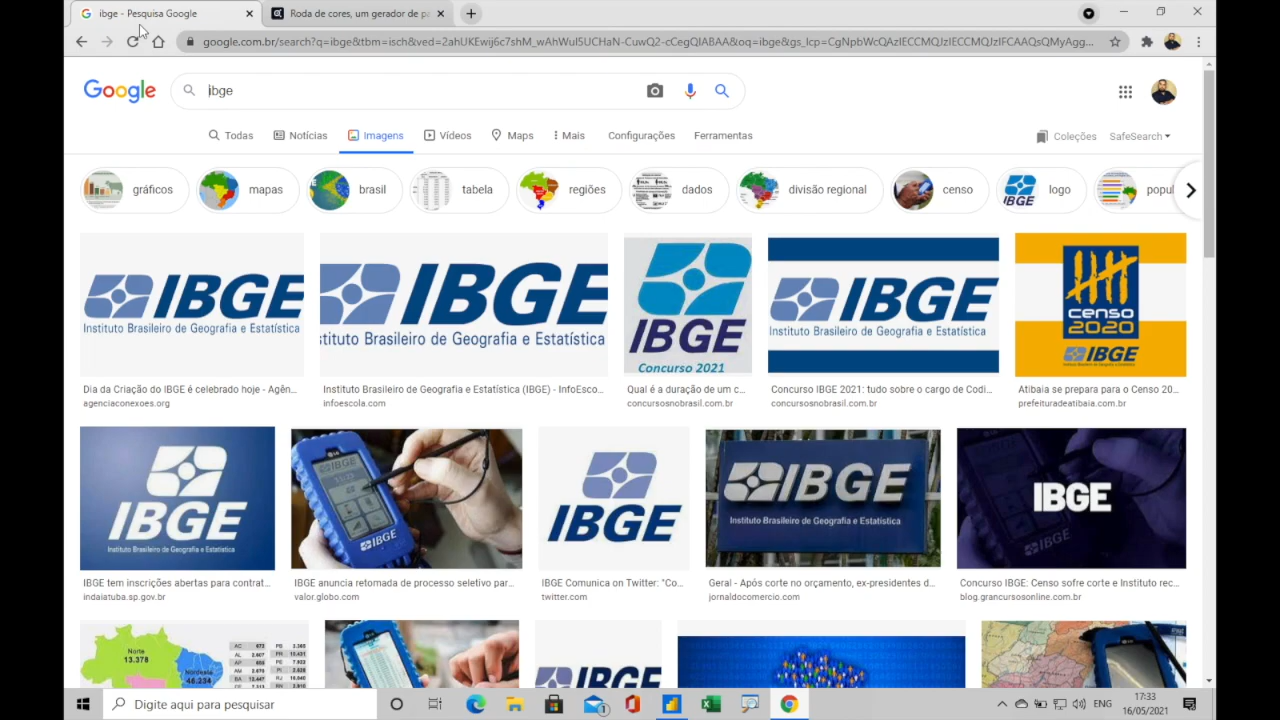 ibge - Pesquisa Google
Roda de cores, um gerador de pa
google.com.br/search?q=ibge&tbm=isch&ved=2ahUKEwij6c7shM_wAhWul5UCHaN-CuwQ2-cCegQIABAA&oq=ibge&gs_lcp=CgNpbWcQAzIECCMQJzIECCMQJzIFCAAQsQMyAgg...
Google
ibge
Todas
Notícias
Imagens
Vídeos
Maps
Mais
Configurações
Ferramentas
Coleções
SafeSearch
gráficos
mapas
tabela
regiões
dados
divisão regional
censo
logo
popul
IBGE
Instituto Brasileiro de Geografia e Estatística
IBGE
stituto Brasileiro de Geografia e Estatística
IBGE
Concurso 2021
IBGE
Instituto Brasileiro de Geografia e Estatística
censo
2020
IBGE
Dia da Criação do IBGE é celebrado hoje - Agên...
agenciaconexoes.org
Instituto Brasileiro de Geografia e Estatística (IBGE) - InfoEsco...
infoescola.com
Qual é a duração de um c...
concursosnobrasil.com.br
Concurso IBGE 2021: tudo sobre o cargo de Codi...
concursosnobrasil.com.br
Atibaia se prepara para o Censo 20...
prefeituradeatibaia.com.br
IBGE
Instituto Brasileiro de Geografia e Estatística
IBGE
IBGE
IBGE
IBGE
Instituto Brasileiro de Geografia e Estatística
IBGE
IBGE
IBGE tem inscrições abertas para contrat...
indaiatuba.sp.gov.br
IBGE anuncia retomada de processo seletivo par...
valor.globo.com
IBGE Comunica on Twitter: "Co...
twitter.com
Geral - Após corte no orçamento, ex-presidentes d...
jornaldocomercio.com
Concurso IBGE: Censo sofre corte e Instituto rec...
blog.grancursosonline.com.br
Norte
13.378
Nordeste
46.234
IBGE
Digite aqui para pesquisar
ENG
17:33
16/05/2021